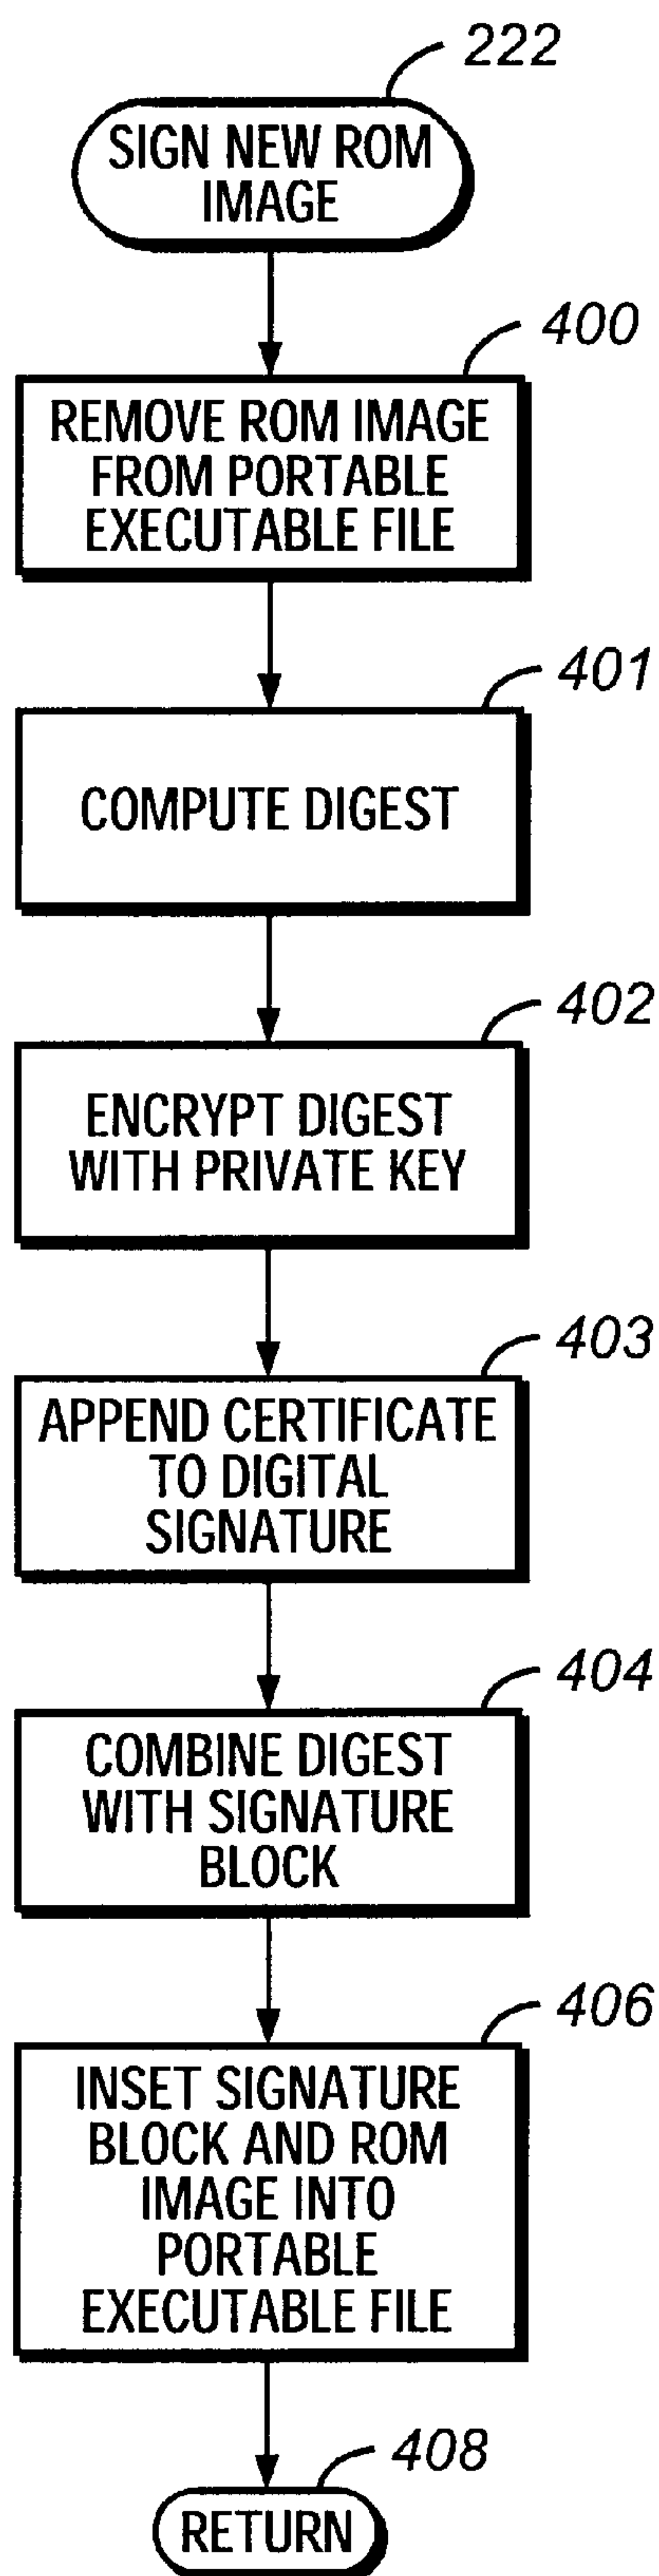 222
SIGN NEW ROM
IMAGE
400
REMOVE ROM IMAGE
FROM PORTABLE
EXECUTABLE FILE
401
COMPUTE DIGEST
402
ENCRYPT DIGEST
WITH PRIVATE KEY
403
APPEND CERTIFICATE
TO DIGITAL
SIGNATURE
404
COMBINE DIGEST
WITH SIGNATURE
BLOCK
406
INSET SIGNATURE
BLOCK AND ROM
IMAGE INTO
PORTABLE
EXECUTABLE FILE
408
RETURN